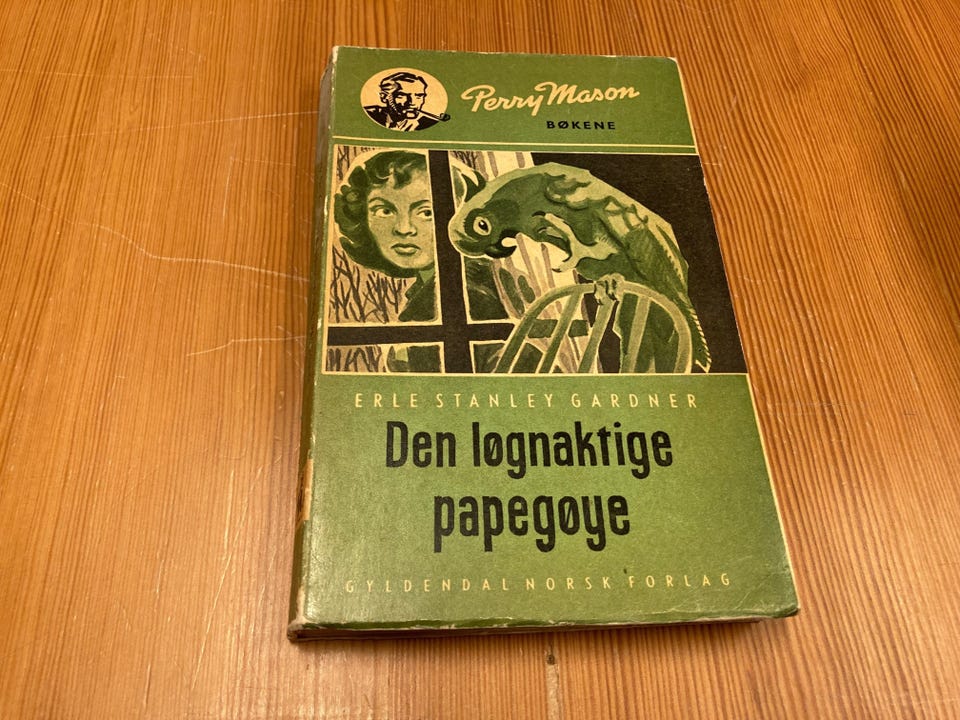 Perry Mason
BØKENE
ERLE STANLEY GARDNER
Den løgnaktige
papegøye
GYLDENDAL NORSK FORLAG